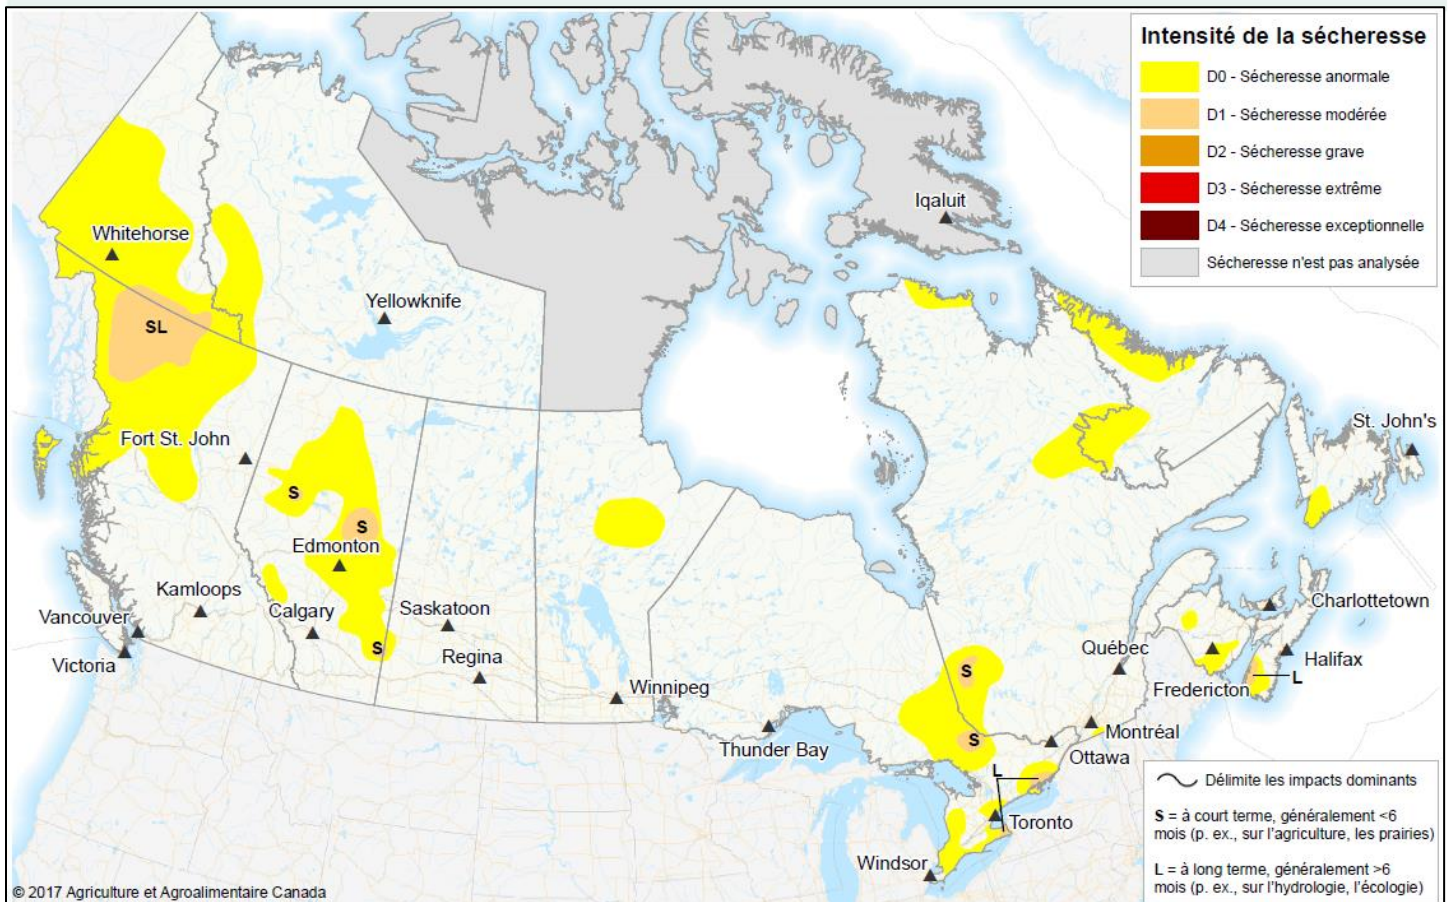 Intensité de la sécheresse
D0 - Sécheresse anormale
D1 - Sécheresse modérée
D2 - Sécheresse grave
D3 - Sécheresse extrême
D4 - Sécheresse exceptionnelle
Sécheresse n'est pas analysée
Iqaluit
Whitehorse
Yellowknife
SL
St. John's
Fort St. John
S
S
Edmonton
Kamloops
Calgary
Saskatoon
Vancouver
Charlottetown
Victoria
S
Regina
Québec
Halifax
S
L
Winnipeg
Fredericton
Thunder Bay
S
Montréal
Ottawa
L
Toronto
Windsor
Délimite les impacts dominants
S = à court terme, généralement <6
mois (p. ex., sur l'agriculture, les prairies)
L = à long terme, généralement >6
mois (p. ex., sur l'hydrologie, l'écologie)
© 2017 Agriculture et Agroalimentaire Canada